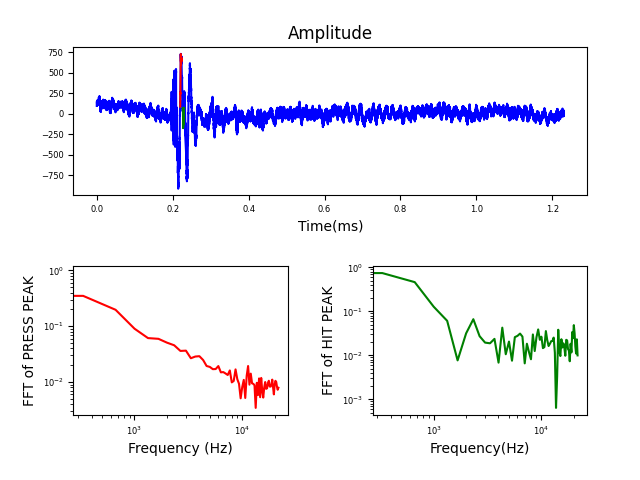 Amplitude
750
500
250
0
−250
−500
−750
0.0 0.2 0.4 0.6 0.8 1.0 1.2
Time(ms)
FFT of PRESS PEAK
10⁰
10⁻¹
10⁻²
10³ 10⁴
Frequency (Hz)
FFT of HIT PEAK
10⁰
10⁻¹
10⁻²
10⁻³
10³ 10⁴
Frequency(Hz)